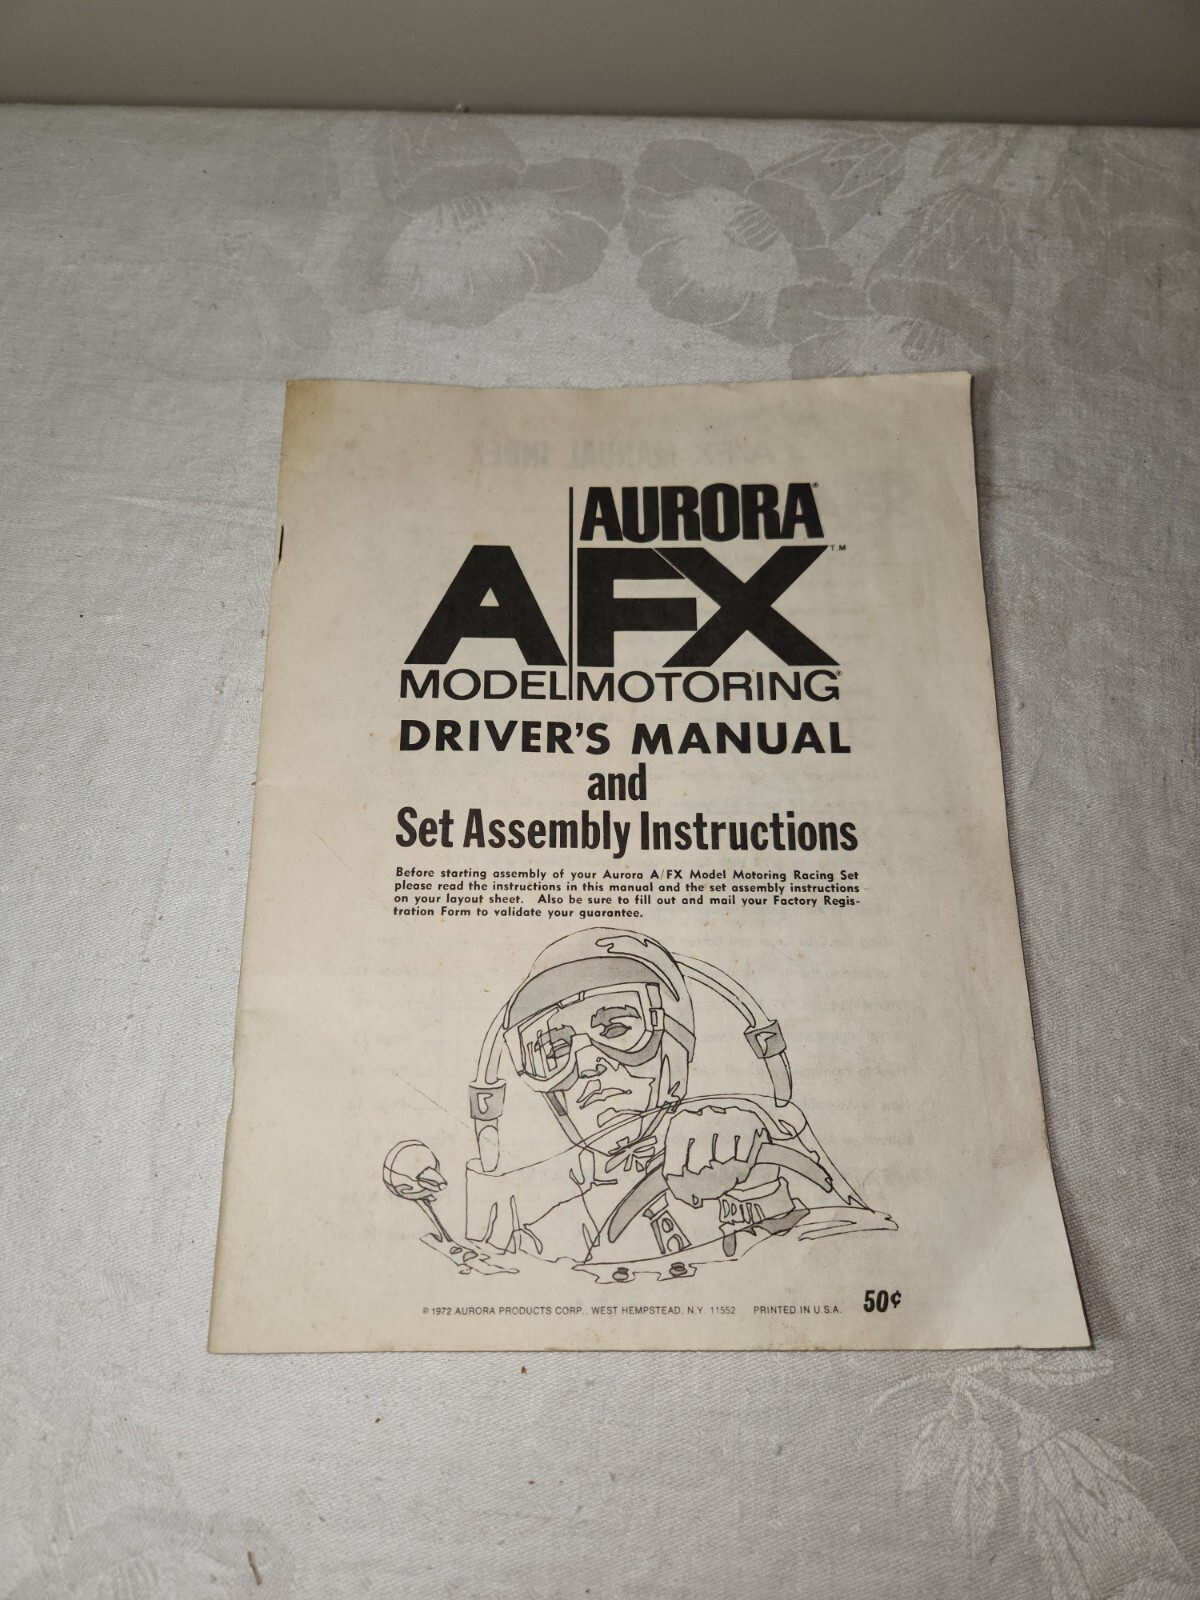 AURORA®
A/FX™
MODEL MOTORING®
DRIVER'S MANUAL
and
Set Assembly Instructions
Before starting assembly of your Aurora A/FX Model Motoring Racing Set
please read the instructions in this manual and the set assembly instructions
on your layout sheet. Also be sure to fill out and mail your Factory Regis-
tration Form to validate your guarantee.
© 1972 AURORA PRODUCTS CORP., WEST HEMPSTEAD, N.Y. 11552 PRINTED IN U.S.A.
50¢